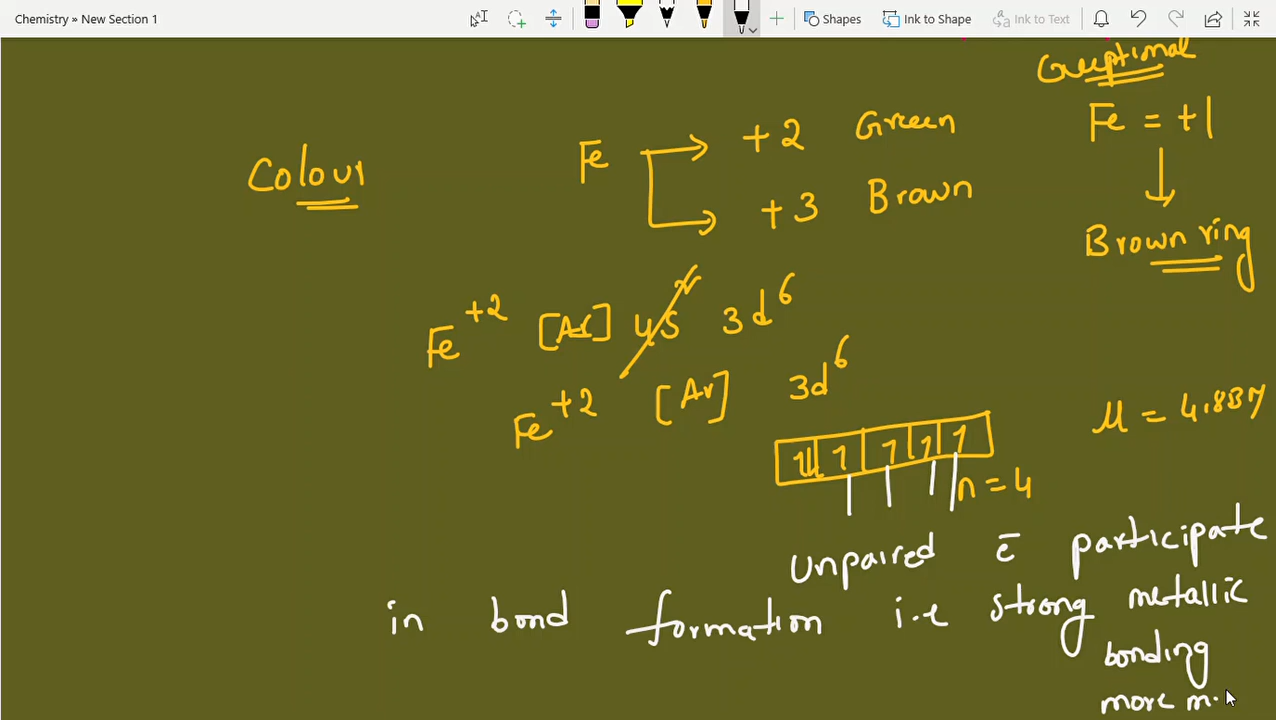 Chemistry » New Section 1
Shapes Ink to Shape Ink to Text
Exceptional
Colour
Fe → +2 Green
→ +3 Brown
Fe = +1
↓
Brown ring
Fe+2 [Ar] 4s 3d6
Fe+2 [Ar] 3d6
n = 4
Unpaired ē participate
in bond formation i.e strong metallic
bonding
more m.